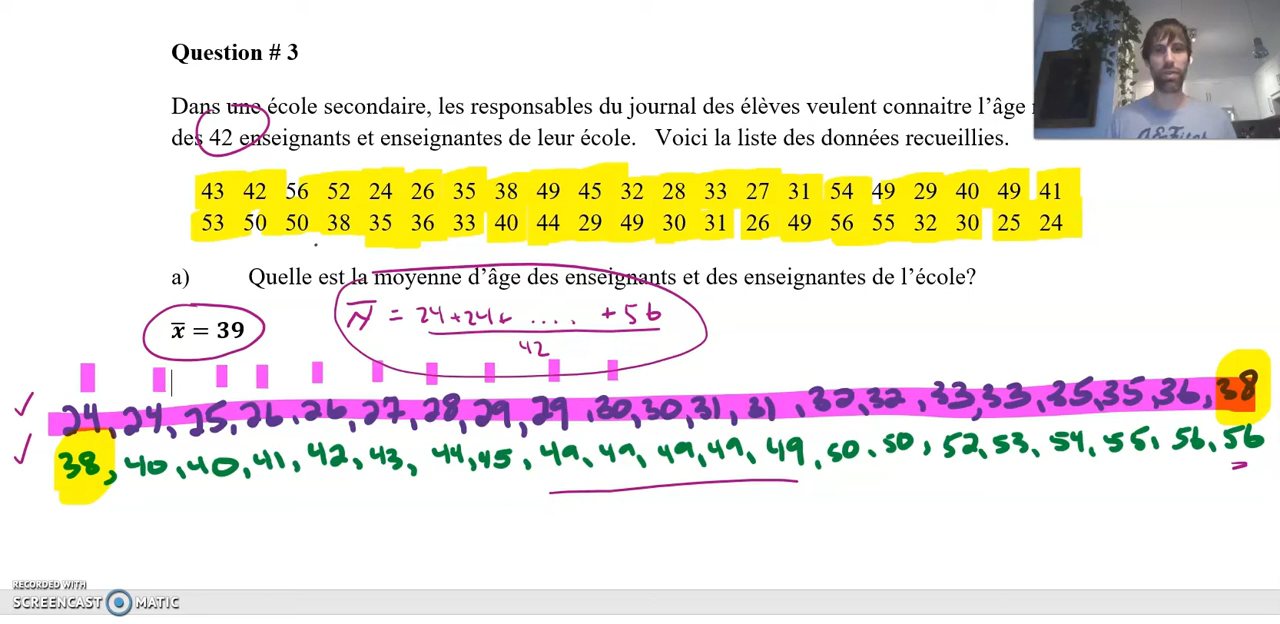 Question # 3
Dans une école secondaire, les responsables du journal des élèves veulent connaitre l’âge
des 42 enseignants et enseignantes de leur école. Voici la liste des données recueillies.
43 42 56 52 24 26 35 38 49 45 32 28 33 27 31 54 49 29 40 49 41
53 50 50 38 35 36 33 40 44 29 49 30 31 26 49 56 55 32 30 25 24
a) Quelle est la moyenne d’âge des enseignants et des enseignantes de l’école?
x̄ = 39
= 24+24+ .... +56
42
24, 24, 25, 26, 26, 27, 28, 29, 29, 30, 30, 31, 31, 32, 32, 33, 33, 35, 35, 36, 38
38, 40, 40, 41, 42, 43, 44, 45, 49, 49, 49, 49, 49, 50, 50, 52, 53, 54, 55, 56, 56
RECORDED WITH
SCREENCAST MATIC